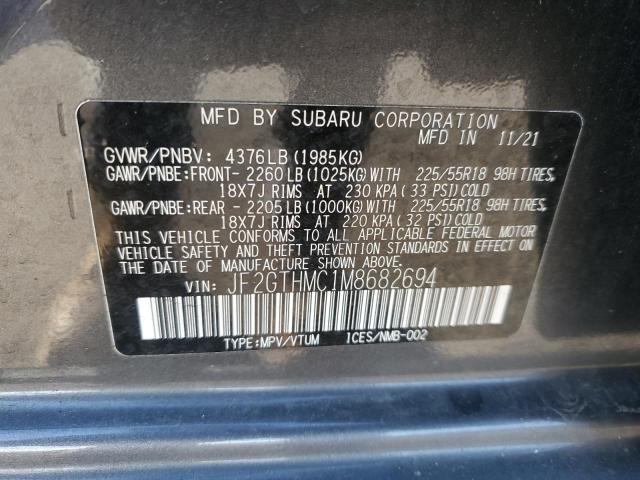 MFD BY SUBARU CORPORATION
MFD IN 11/21
GVWR/PNBV: 4376LB(1985KG)
GAWR/PNBE:FRONT-2260LB(1025KG)WITH 225/55R18 98H TIRES,
18X7J RIMS AT 230 KPA(33 PSI)COLD
GAWR/PNBE:REAR -2205LB(1000KG)WITH 225/55R18 98H TIRES,
18X7J RIMS AT 220 KPA(32 PSI)COLD
THIS VEHICLE CONFORMS TO ALL APPLICABLE FEDERAL MOTOR
VEHICLE SAFETY AND THEFT PREVENTION STANDARDS IN EFFECT ON
THE DATE OF MANUFACTURE SHOWN ABOVE.
VIN: JF2GTHMC1M8682694
TYPE:MPV/VTUM ICES/NMB-002